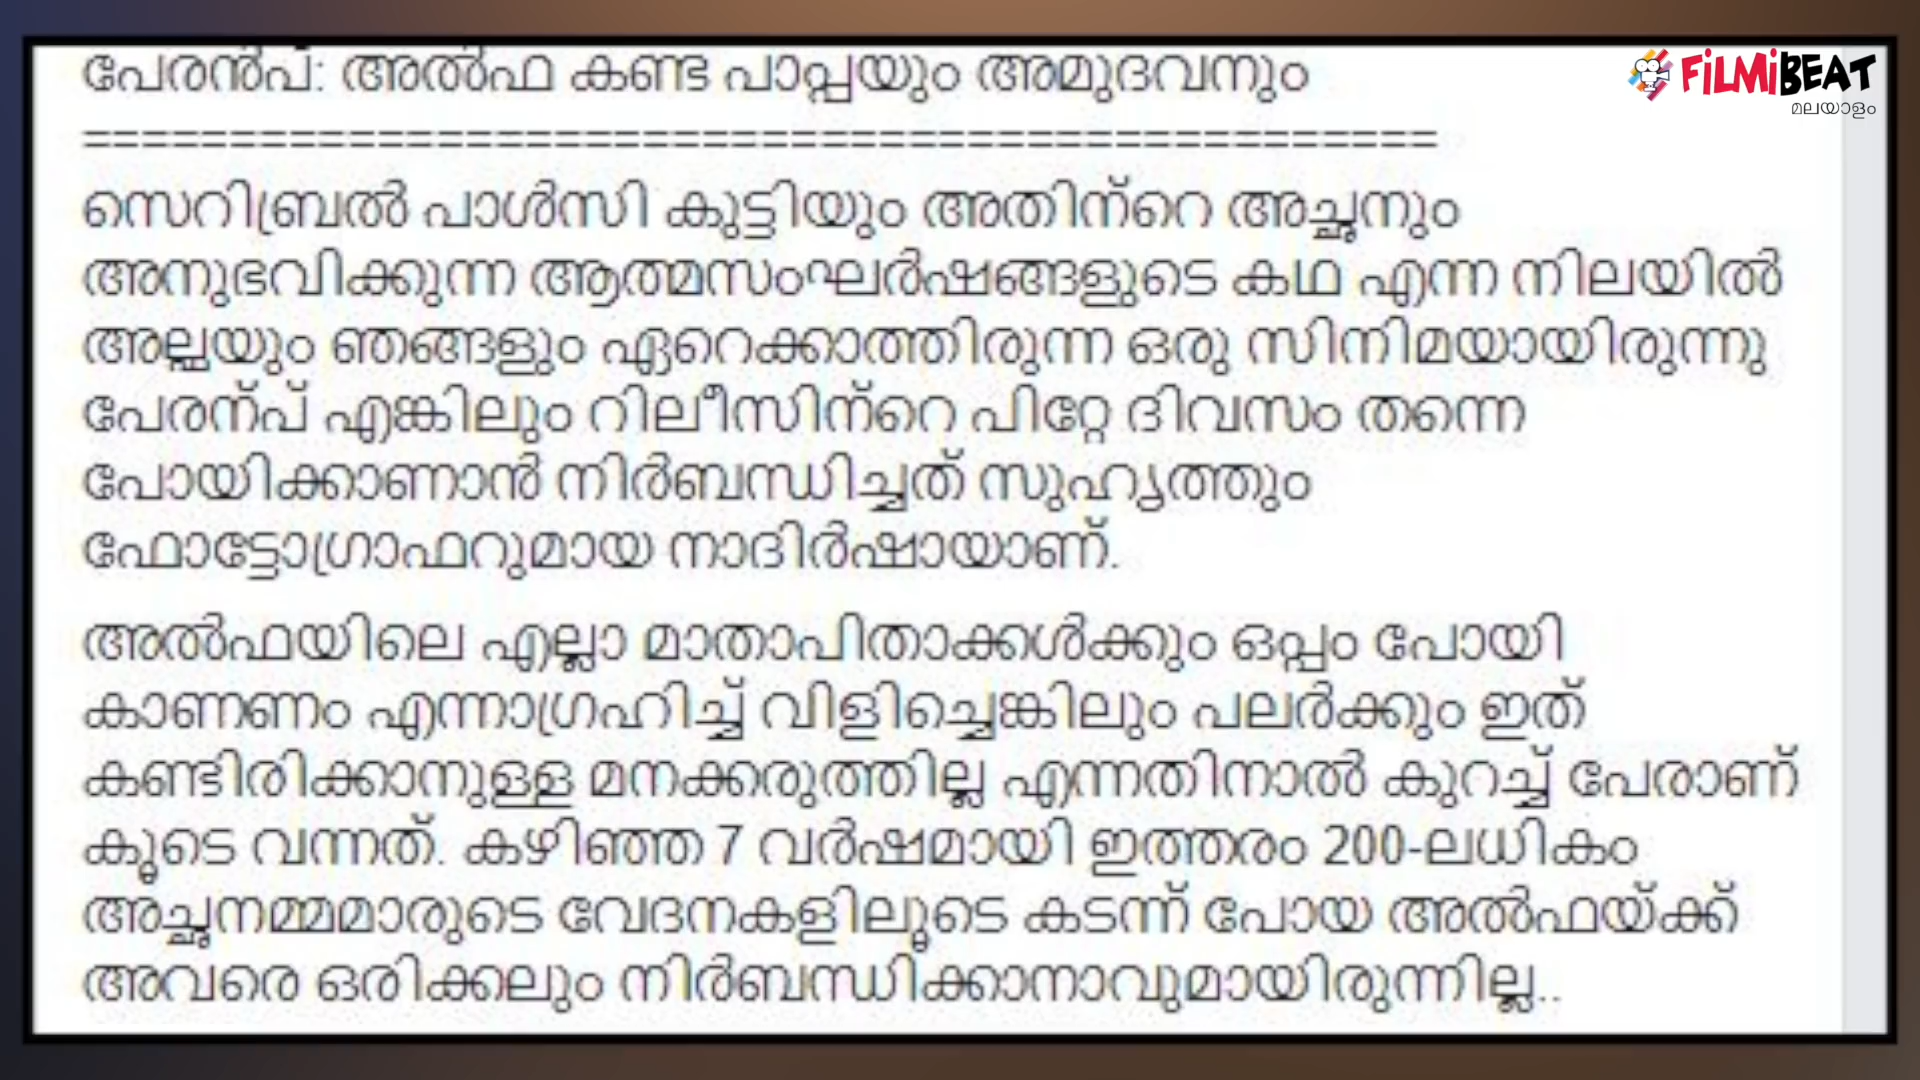 പേരൻപ്: അൽഫ കണ്ട പാപ്പയും അമുദവനും
FiLMiBEAT
മലയാളം
===============================================
സെറിബ്രൽ പാൾസി കുട്ടിയും അതിന്റെ അച്ഛനും
അനുഭവിക്കുന്ന ആത്മസംഘർഷങ്ങളുടെ കഥ എന്ന നിലയിൽ
അല്ഫയും ഞങ്ങളും ഏറെക്കാത്തിരുന്ന ഒരു സിനിമയായിരുന്നു
പേരന്പ് എങ്കിലും റിലീസിന്റെ പിറ്റേ ദിവസം തന്നെ
പോയിക്കാണാൻ നിർബന്ധിച്ചത് സുഹൃത്തും
ഫോട്ടോഗ്രാഫറുമായ നാദിർഷായാണ്.
അൽഫയിലെ എല്ലാ മാതാപിതാക്കൾക്കും ഒപ്പം പോയി
കാണണം എന്നാഗ്രഹിച്ച് വിളിച്ചെങ്കിലും പലർക്കും ഇത്
കണ്ടിരിക്കാനുള്ള മനക്കരുത്തില്ല എന്നതിനാൽ കുറച്ച് പേരാണ്
കൂടെ വന്നത്. കഴിഞ്ഞ 7 വർഷമായി ഇത്തരം 200-ലധികം
അച്ഛനമ്മമാരുടെ വേദനകളിലൂടെ കടന്ന് പോയ അൽഫയ്ക്ക്
അവരെ ഒരിക്കലും നിർബന്ധിക്കാനാവുമായിരുന്നില്ല..